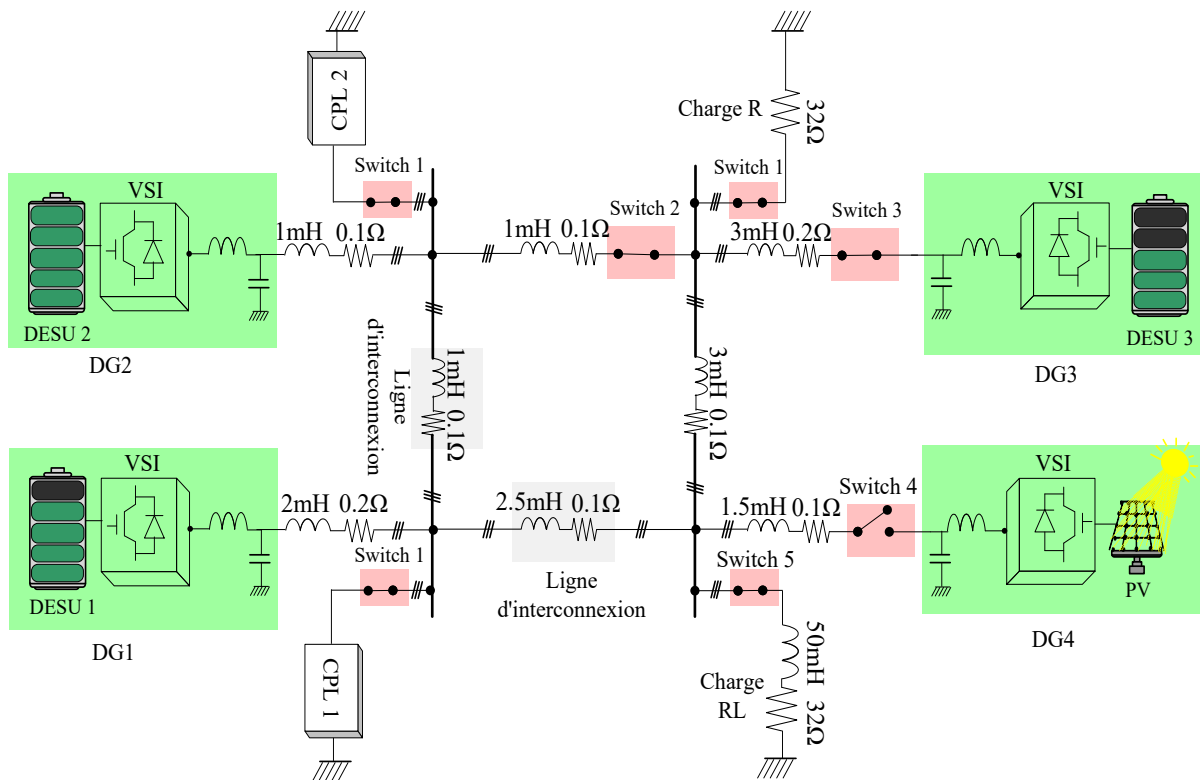 CPL 2
Switch 1
Charge R
32Ω
Switch 1
VSI
DESU 2
DG2
1mH
0.1Ω
1mH
0.1Ω
Switch 2
3mH
0.2Ω
Switch 3
VSI
DESU 3
DG3
Ligne
d'interconnexion
1mH
0.1Ω
3mH
0.1Ω
VSI
DESU 1
DG1
2mH
0.2Ω
Switch 1
CPL 1
2.5mH
0.1Ω
Ligne
d'interconnexion
1.5mH
0.1Ω
Switch 4
Switch 5
VSI
PV
DG4
Charge
RL
50mH
32Ω